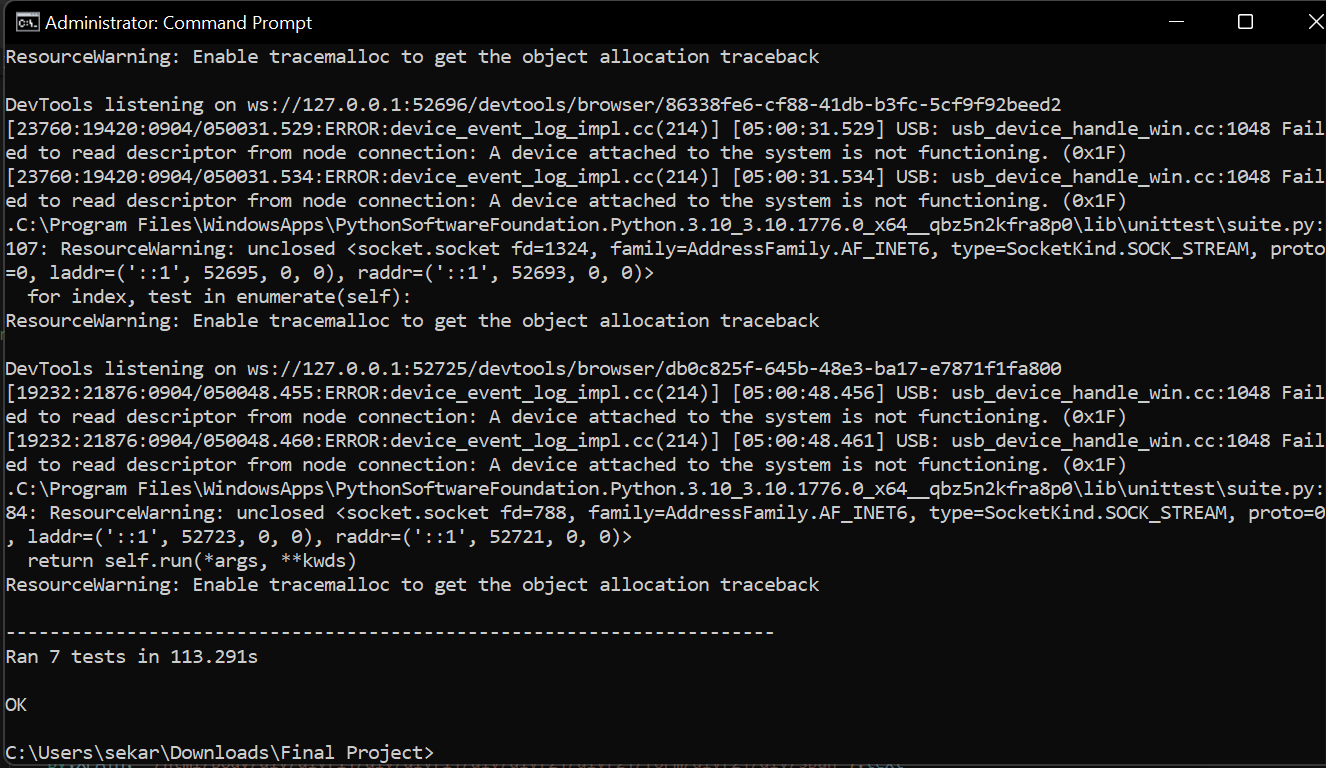 Administrator: Command Prompt
ResourceWarning: Enable tracemalloc to get the object allocation traceback
DevTools listening on ws://127.0.0.1:52696/devtools/browser/86338fe6-cf88-41db-b3fc-5cf9f92beed2
[23760:19420:0904/050031.529:ERROR:device_event_log_impl.cc(214)] [05:00:31.529] USB: usb_device_handle_win.cc:1048 Fail
ed to read descriptor from node connection: A device attached to the system is not functioning. (0x1F)
[23760:19420:0904/050031.534:ERROR:device_event_log_impl.cc(214)] [05:00:31.534] USB: usb_device_handle_win.cc:1048 Fail
ed to read descriptor from node connection: A device attached to the system is not functioning. (0x1F)
.C:\Program Files\WindowsApps\PythonSoftwareFoundation.Python.3.10_3.10.1776.0_x64__qbz5n2kfra8p0\lib\unittest\suite.py:
107: ResourceWarning: unclosed <socket.socket fd=1324, family=AddressFamily.AF_INET6, type=SocketKind.SOCK_STREAM, proto
=0, laddr=('::1', 52695, 0, 0), raddr=('::1', 52693, 0, 0)>
  for index, test in enumerate(self):
ResourceWarning: Enable tracemalloc to get the object allocation traceback
DevTools listening on ws://127.0.0.1:52725/devtools/browser/db0c825f-645b-48e3-ba17-e7871f1fa800
[19232:21876:0904/050048.455:ERROR:device_event_log_impl.cc(214)] [05:00:48.456] USB: usb_device_handle_win.cc:1048 Fail
ed to read descriptor from node connection: A device attached to the system is not functioning. (0x1F)
[19232:21876:0904/050048.460:ERROR:device_event_log_impl.cc(214)] [05:00:48.461] USB: usb_device_handle_win.cc:1048 Fail
ed to read descriptor from node connection: A device attached to the system is not functioning. (0x1F)
.C:\Program Files\WindowsApps\PythonSoftwareFoundation.Python.3.10_3.10.1776.0_x64__qbz5n2kfra8p0\lib\unittest\suite.py:
84: ResourceWarning: unclosed <socket.socket fd=788, family=AddressFamily.AF_INET6, type=SocketKind.SOCK_STREAM, proto=0
, laddr=('::1', 52723, 0, 0), raddr=('::1', 52721, 0, 0)>
  return self.run(*args, **kwds)
ResourceWarning: Enable tracemalloc to get the object allocation traceback
----------------------------------------------------------------------
Ran 7 tests in 113.291s
OK
C:\Users\sekar\Downloads\Final Project>